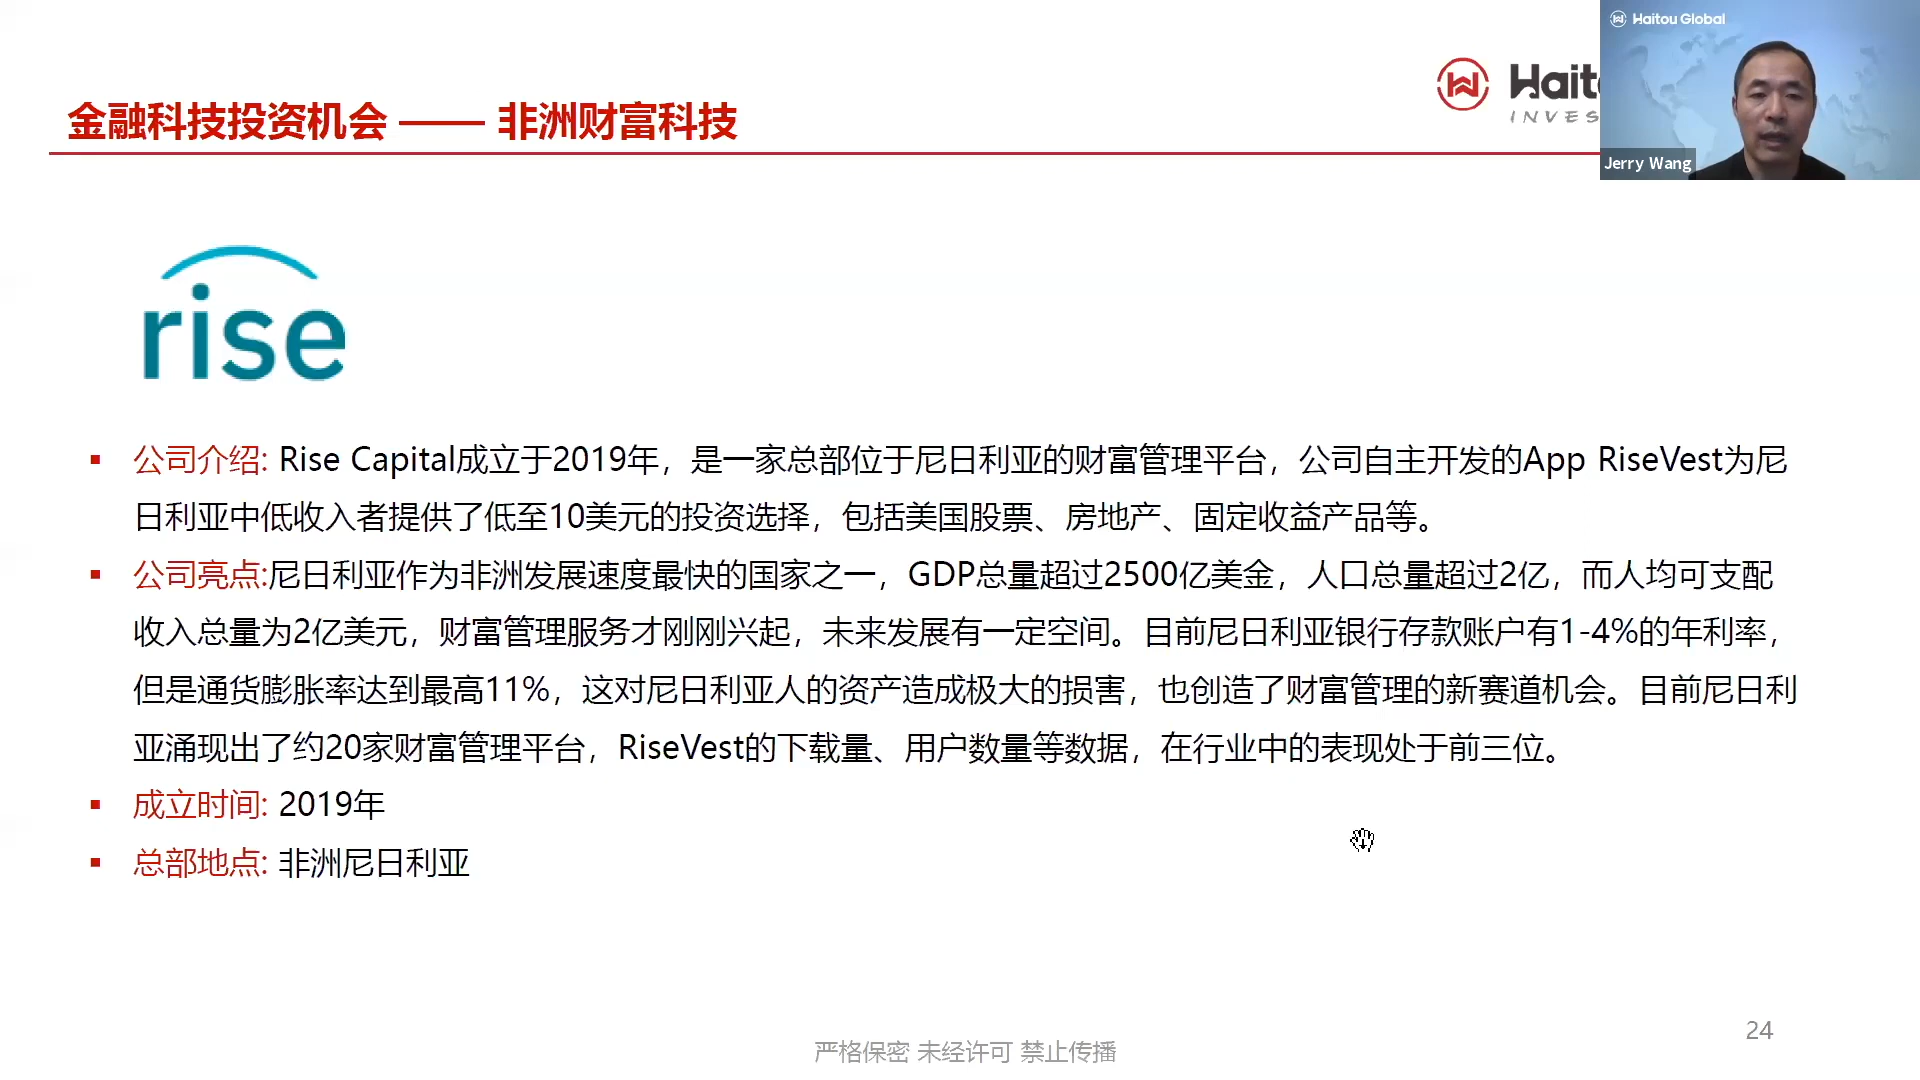 Haitou Global
金融科技投资机会 —— 非洲财富科技
INVES
Jerry Wang
rise
▪ 公司介绍: Rise Capital成立于2019年，是一家总部位于尼日利亚的财富管理平台，公司自主开发的App RiseVest为尼
日利亚中低收入者提供了低至10美元的投资选择，包括美国股票、房地产、固定收益产品等。
▪ 公司亮点:尼日利亚作为非洲发展速度最快的国家之一，GDP总量超过2500亿美金，人口总量超过2亿，而人均可支配
收入总量为2亿美元，财富管理服务才刚刚兴起，未来发展有一定空间。目前尼日利亚银行存款账户有1-4%的年利率，
但是通货膨胀率达到最高11%，这对尼日利亚人的资产造成极大的损害，也创造了财富管理的新赛道机会。目前尼日利
亚涌现出了约20家财富管理平台，RiseVest的下载量、用户数量等数据，在行业中的表现处于前三位。
▪ 成立时间: 2019年
▪ 总部地点: 非洲尼日利亚
24
严格保密 未经许可 禁止传播